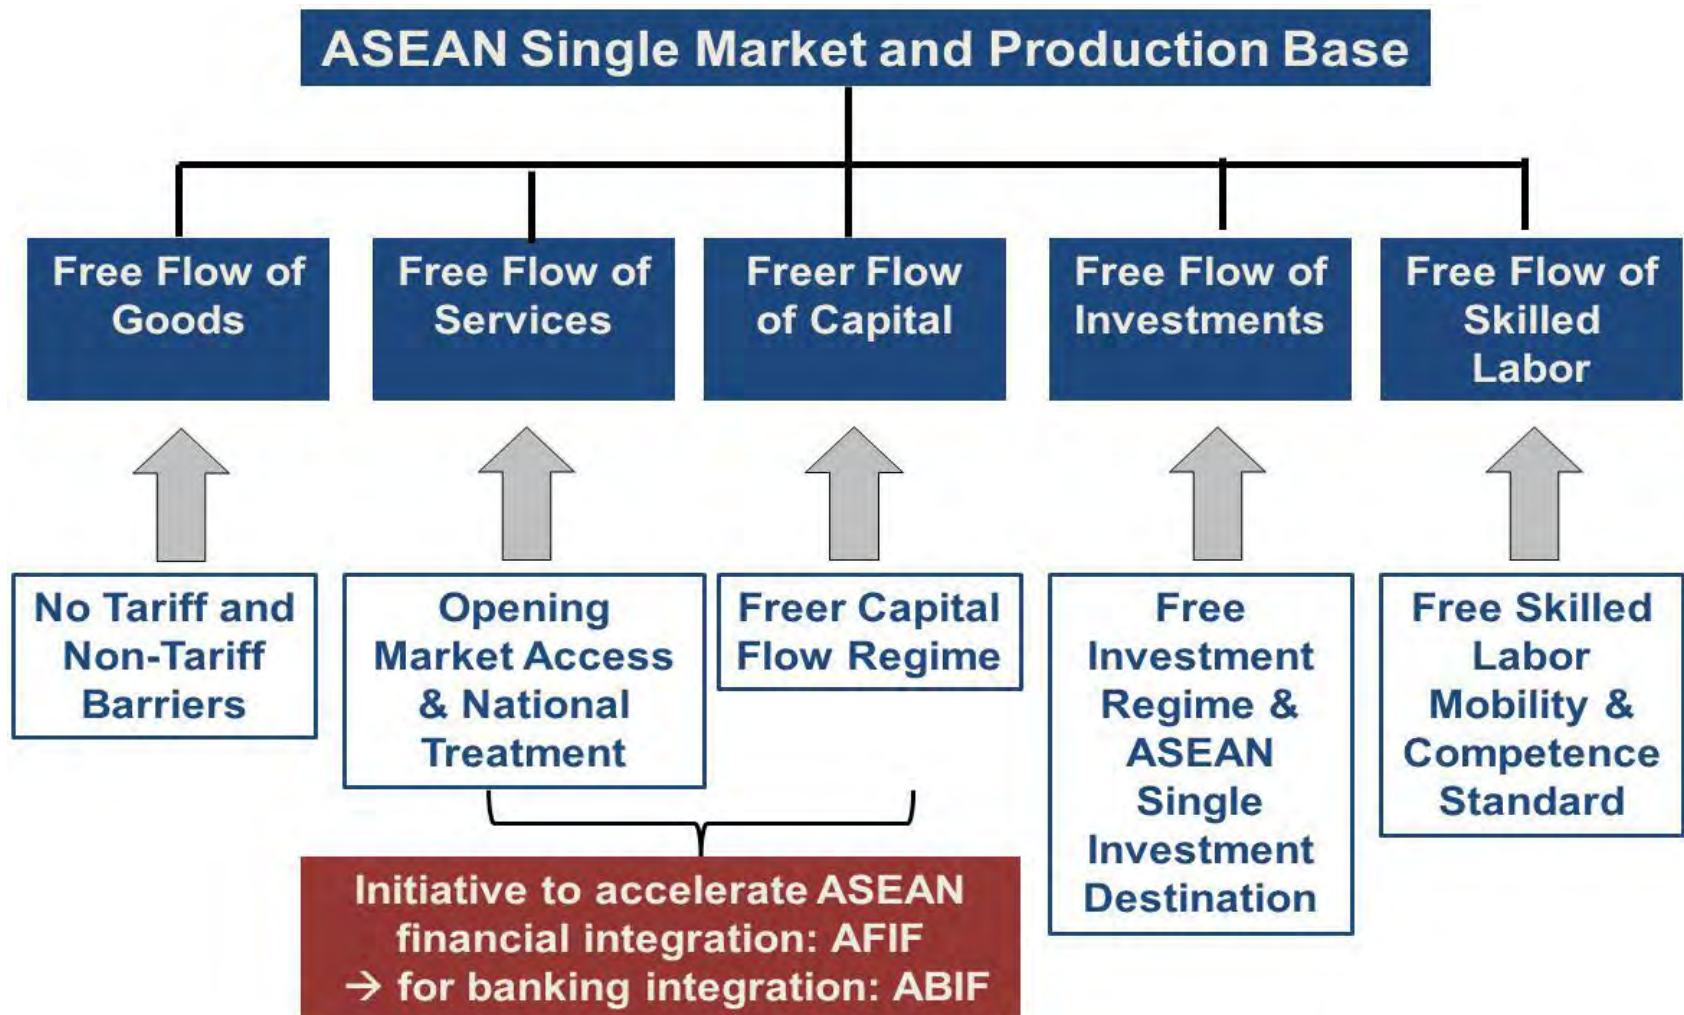 ASEAN Single Market and Production Base
Free Flow of
Goods
Free Flow of
Services
Freer Flow
of Capital
Free Flow of
Investments
Free Flow of
Skilled
Labor
No Tariff and
Non-Tariff
Barriers
Opening
Market Access
& National
Treatment
Freer Capital
Flow Regime
Free
Investment
Regime &
ASEAN
Single
Investment
Destination
Free Skilled
Labor
Mobility &
Competence
Standard
Initiative to accelerate ASEAN
financial integration: AFIF
→ for banking integration: ABIF